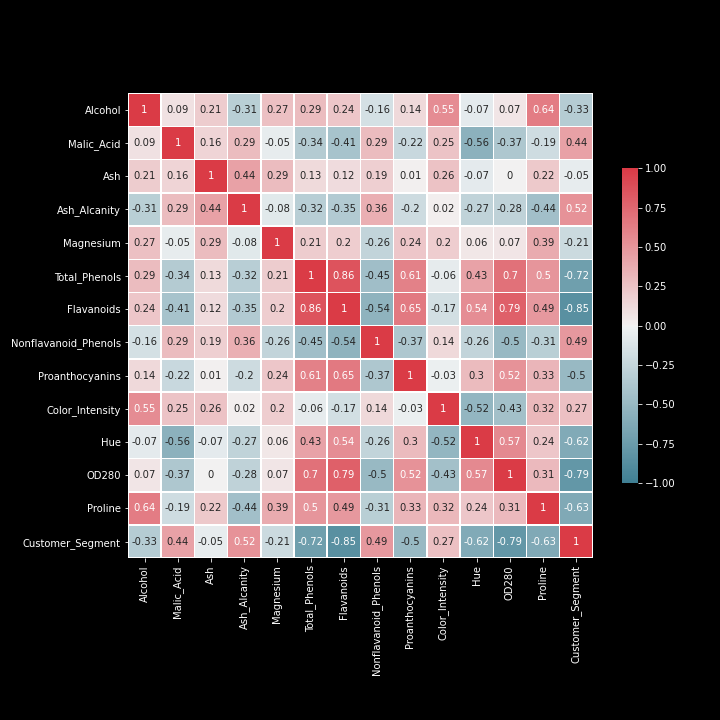 Alcohol 1 0.09 0.21 -0.31 0.27 0.29 0.24 -0.16 0.14 0.55 -0.07 0.07 0.64 -0.33
Malic_Acid 0.09 1 0.16 0.29 -0.05 -0.34 -0.41 0.29 -0.22 0.25 -0.56 -0.37 -0.19 0.44
Ash 0.21 0.16 1 0.44 0.29 0.13 0.12 0.19 0.01 0.26 -0.07 0 0.22 -0.05
Ash_Alcanity -0.31 0.29 0.44 1 -0.08 -0.32 -0.35 0.36 -0.2 0.02 -0.27 -0.28 -0.44 0.52
Magnesium 0.27 -0.05 0.29 -0.08 1 0.21 0.2 -0.26 0.24 0.2 0.06 0.07 0.39 -0.21
Total_Phenols 0.29 -0.34 0.13 -0.32 0.21 1 0.86 -0.45 0.61 -0.06 0.43 0.7 0.5 -0.72
Flavanoids 0.24 -0.41 0.12 -0.35 0.2 0.86 1 -0.54 0.65 -0.17 0.54 0.79 0.49 -0.85
Nonflavanoid_Phenols -0.16 0.29 0.19 0.36 -0.26 -0.45 -0.54 1 -0.37 0.14 -0.26 -0.5 -0.31 0.49
Proanthocyanins 0.14 -0.22 0.01 -0.2 0.24 0.61 0.65 -0.37 1 -0.03 0.3 0.52 0.33 -0.5
Color_Intensity 0.55 0.25 0.26 0.02 0.2 -0.06 -0.17 0.14 -0.03 1 -0.52 -0.43 0.32 0.27
Hue -0.07 -0.56 -0.07 -0.27 0.06 0.43 0.54 -0.26 0.3 -0.52 1 0.57 0.24 -0.62
OD280 0.07 -0.37 0 -0.28 0.07 0.7 0.79 -0.5 0.52 -0.43 0.57 1 0.31 -0.79
Proline 0.64 -0.19 0.22 -0.44 0.39 0.5 0.49 -0.31 0.33 0.32 0.24 0.31 1 -0.63
Customer_Segment -0.33 0.44 -0.05 0.52 -0.21 -0.72 -0.85 0.49 -0.5 0.27 -0.62 -0.79 -0.63 1
Alcohol
Malic_Acid
Ash
Ash_Alcanity
Magnesium
Total_Phenols
Flavanoids
Nonflavanoid_Phenols
Proanthocyanins
Color_Intensity
Hue
OD280
Proline
Customer_Segment
1.00
0.75
0.50
0.25
0.00
−0.25
−0.50
−0.75
−1.00